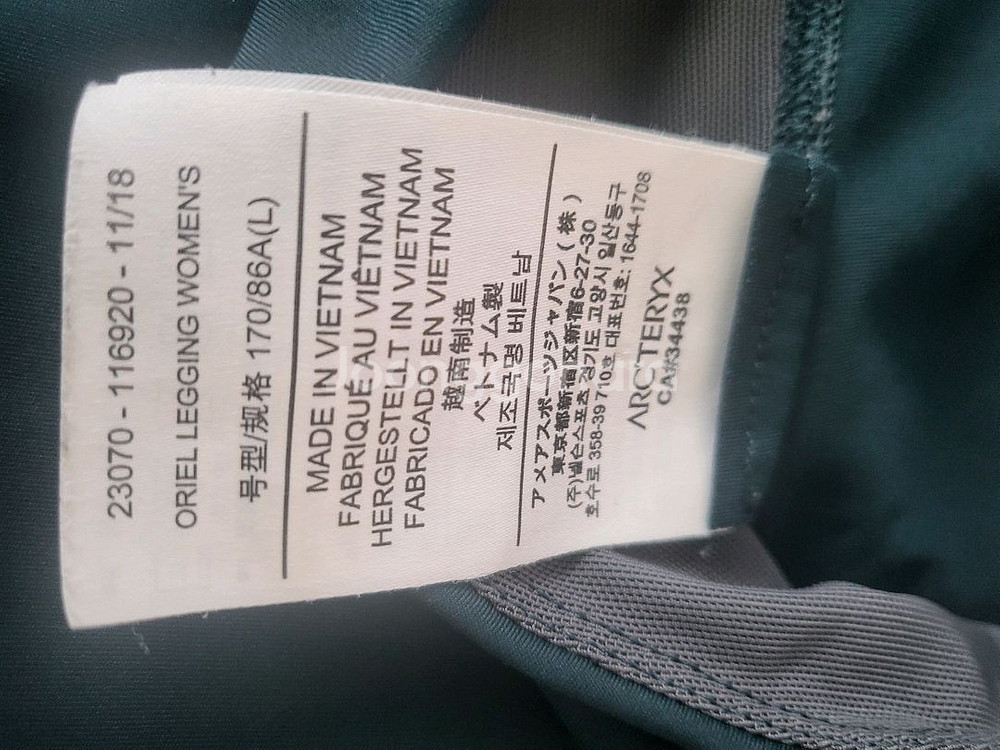 23070 - 116920 - 11/18
ORIEL LEGGING WOMEN'S
号型/规格 170/86A(L)
MADE IN VIETNAM
FABRIQUÉ AU VIÊTNAM
HERGESTELLT IN VIETNAM
FABRICADO EN VIETNAM
越南制造
ベトナム製
제조국명 베트남
アメアスポーツジャパン(株)
東京都新宿区新宿6-27-30
(주)넬슨스포츠 경기도 고양시 일산동구
호수로 358-39 710호 대표번호: 1644-1708
ARC'TERYX
CA#34438